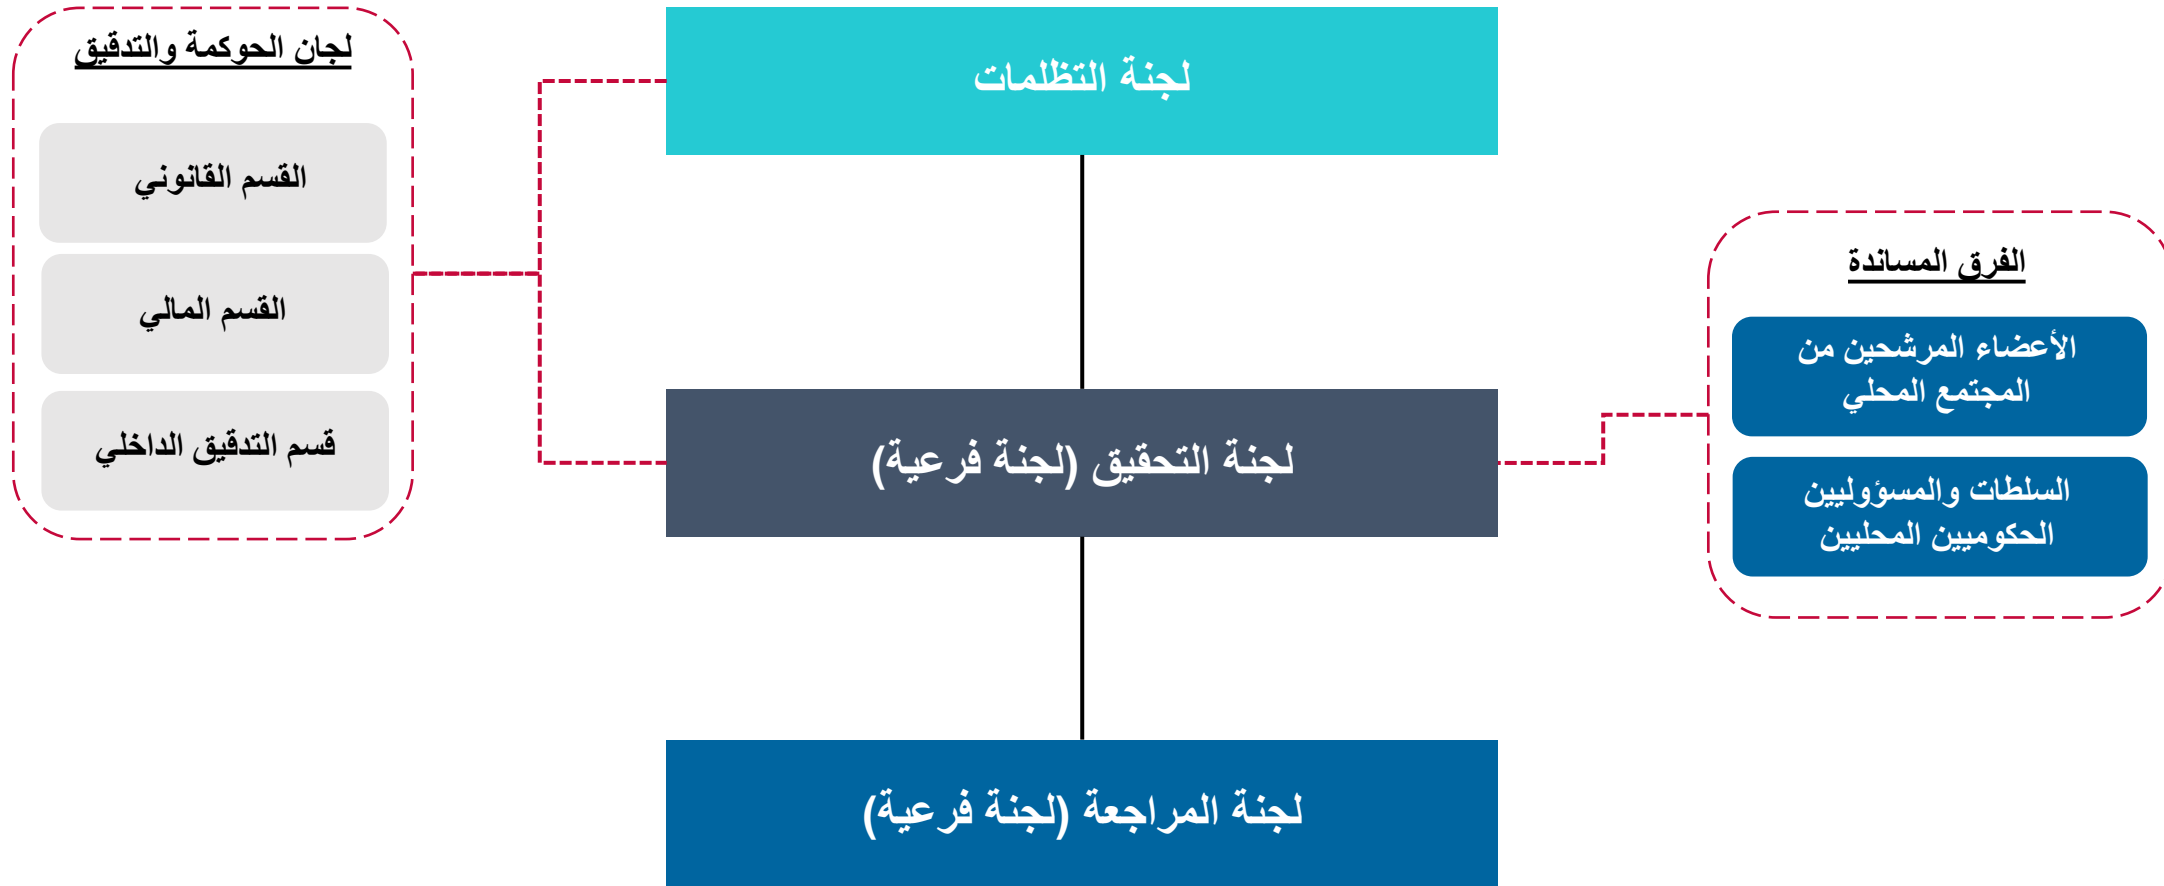 لجنة التظلمات
لجنة التحقيق (لجنة فرعية)
لجنة المراجعة (لجنة فرعية)
الفرق المساندة
الأعضاء المرشحين من
المجتمع المحلي
السلطات والمسؤوليين
الحكوميين المحليين
لجان الحوكمة والتدقيق
القسم القانوني
القسم المالي
قسم التدقيق الداخلي